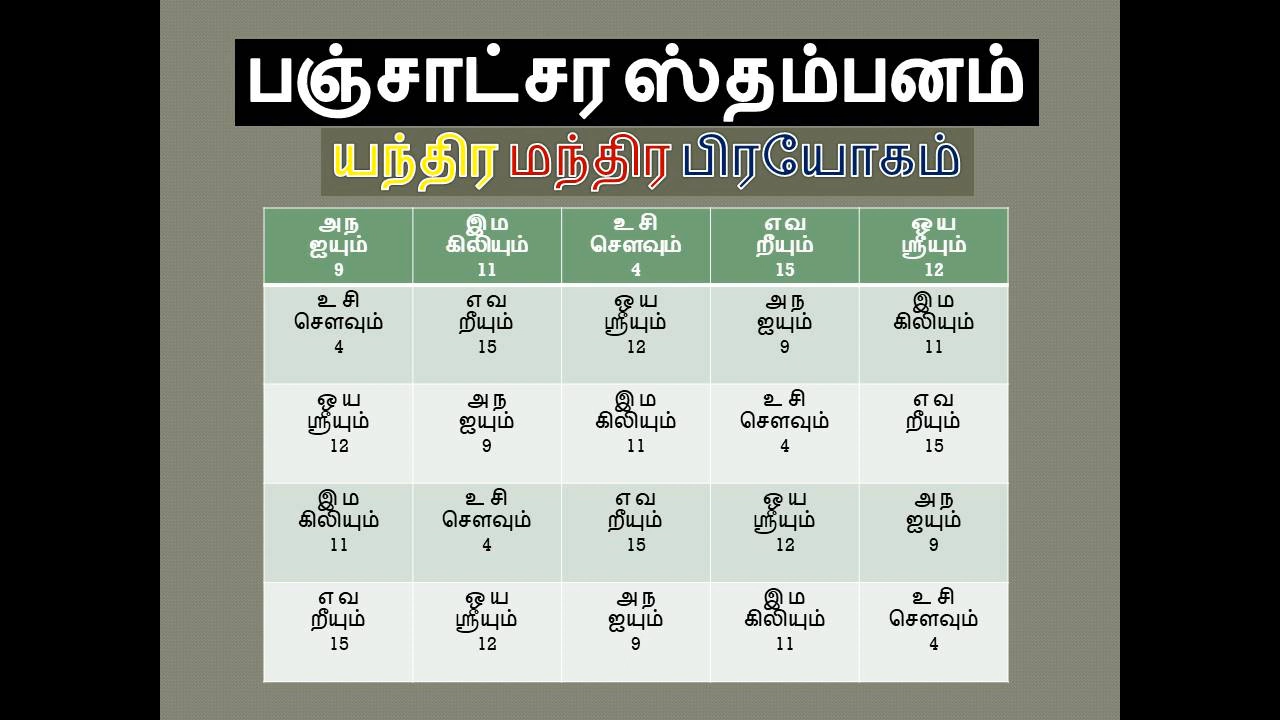 பஞ்சாட்சர ஸ்தம்பனம்
யந்திர மந்திர பிரயோகம்
அ ந இ ம உ சி எ வ ஒ ய
ஐயும் கிலியும் சௌவும் றீயும் ஸ்ரீயும்
9 11 4 15 12
உ சி எ வ ஒ ய அ ந இ ம
சௌவும் றீயும் ஸ்ரீயும் ஐயும் கிலியும்
4 15 12 9 11
ஒ ய அ ந இ ம உ சி எ வ
ஸ்ரீயும் ஐயும் கிலியும் சௌவும் றீயும்
12 9 11 4 15
இ ம உ சி எ வ ஒ ய அ ந
கிலியும் சௌவும் றீயும் ஸ்ரீயும் ஐயும்
11 4 15 12 9
எ வ ஒ ய அ ந இ ம உ சி
றீயும் ஸ்ரீயும் ஐயும் கிலியும் சௌவும்
15 12 9 11 4